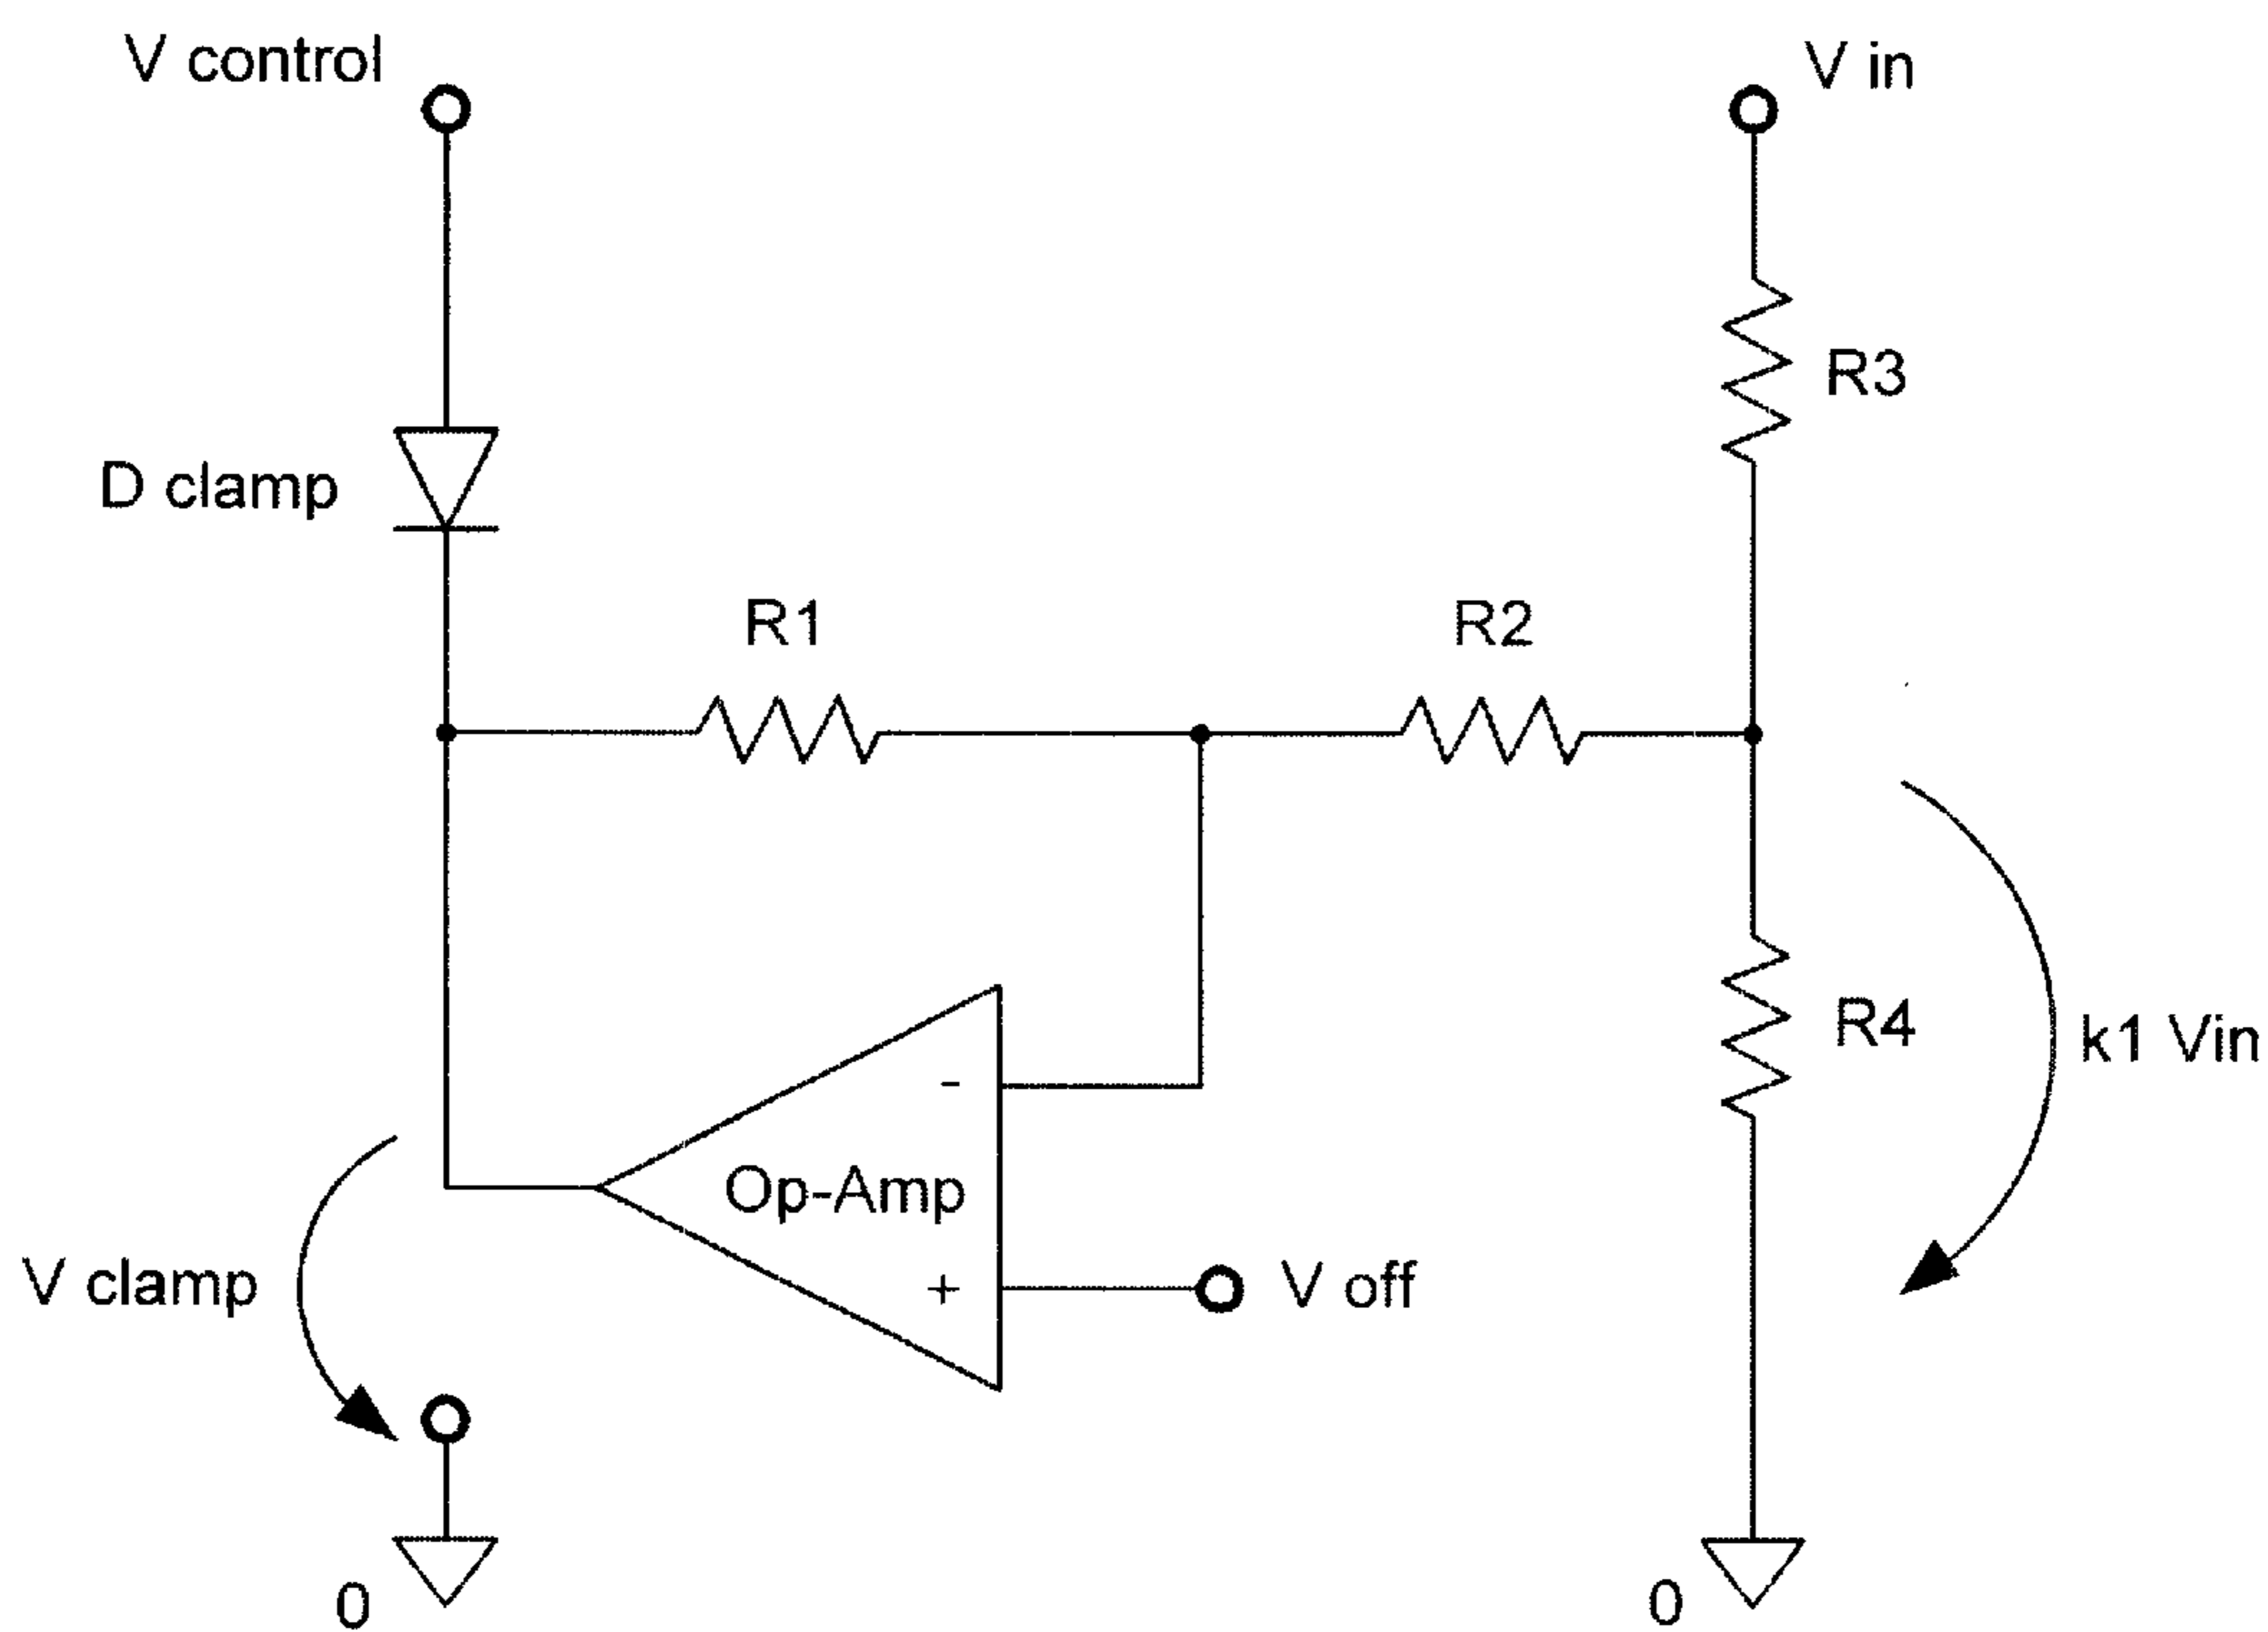 V control
V in
R3
D clamp
R1
R2
R4
k1 Vin
-
Op-Amp
+
V off
V clamp
0
0